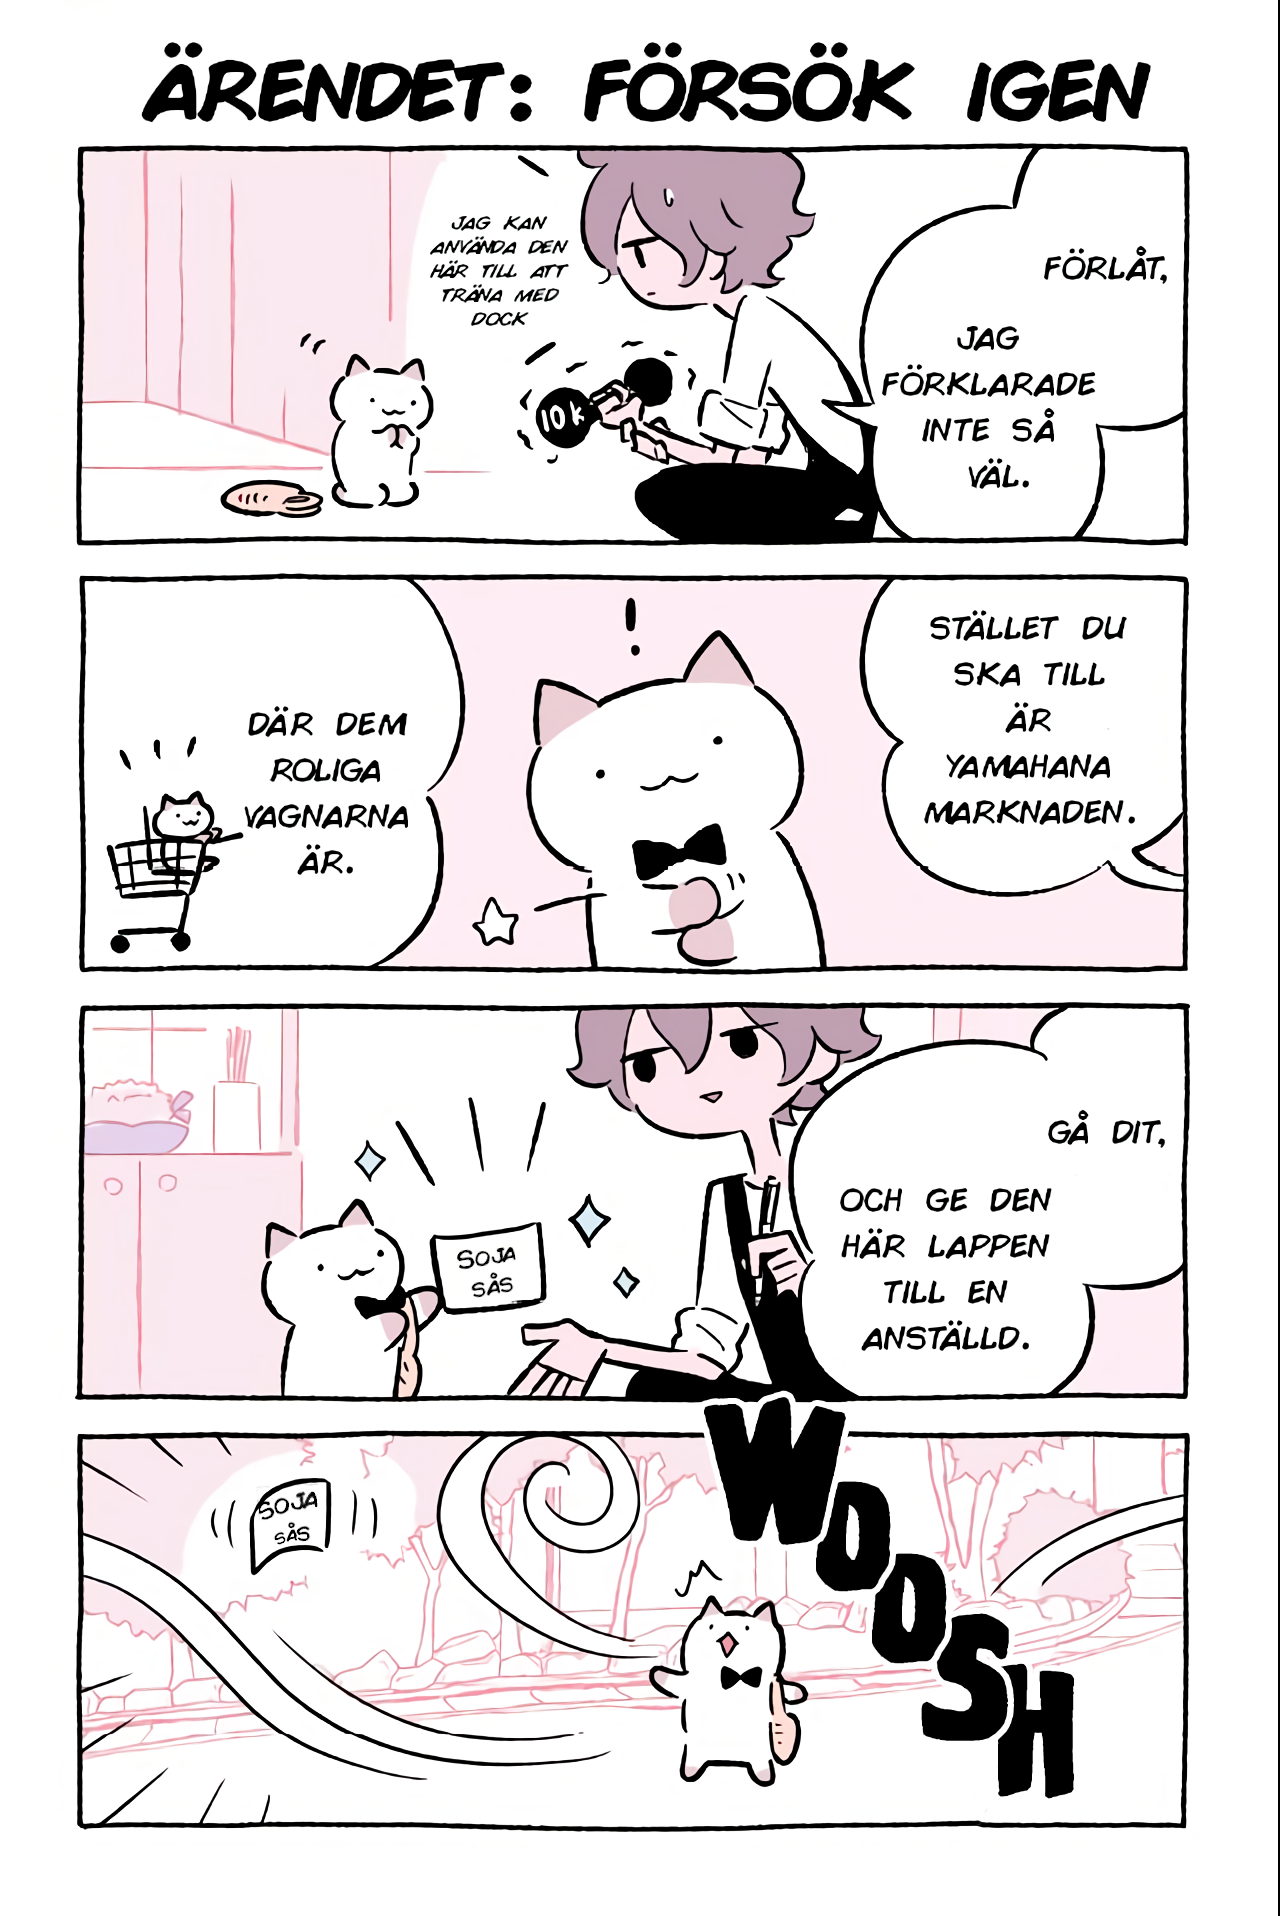 ÄRENDET: FÖRSÖK IGEN
FÖRLÅT,
JAG
FÖRKLARADE
INTE SÅ
VÄL.
JAG KAN
ANVÄNDA DEN
HÄR TILL ATT
TRÄNA MED
DOCK
10 K
STÄLLET DU
SKA TILL
ÄR
YAMAHANA
MARKNADEN.
!
DÄR DEM
ROLIGA
VAGNARNA
ÄR.
GÅ DIT,
OCH GE DEN
HÄR LAPPEN
TILL EN
ANSTÄLLD.
SOJA
SÅS
WOOSH
SOJA
SÅS